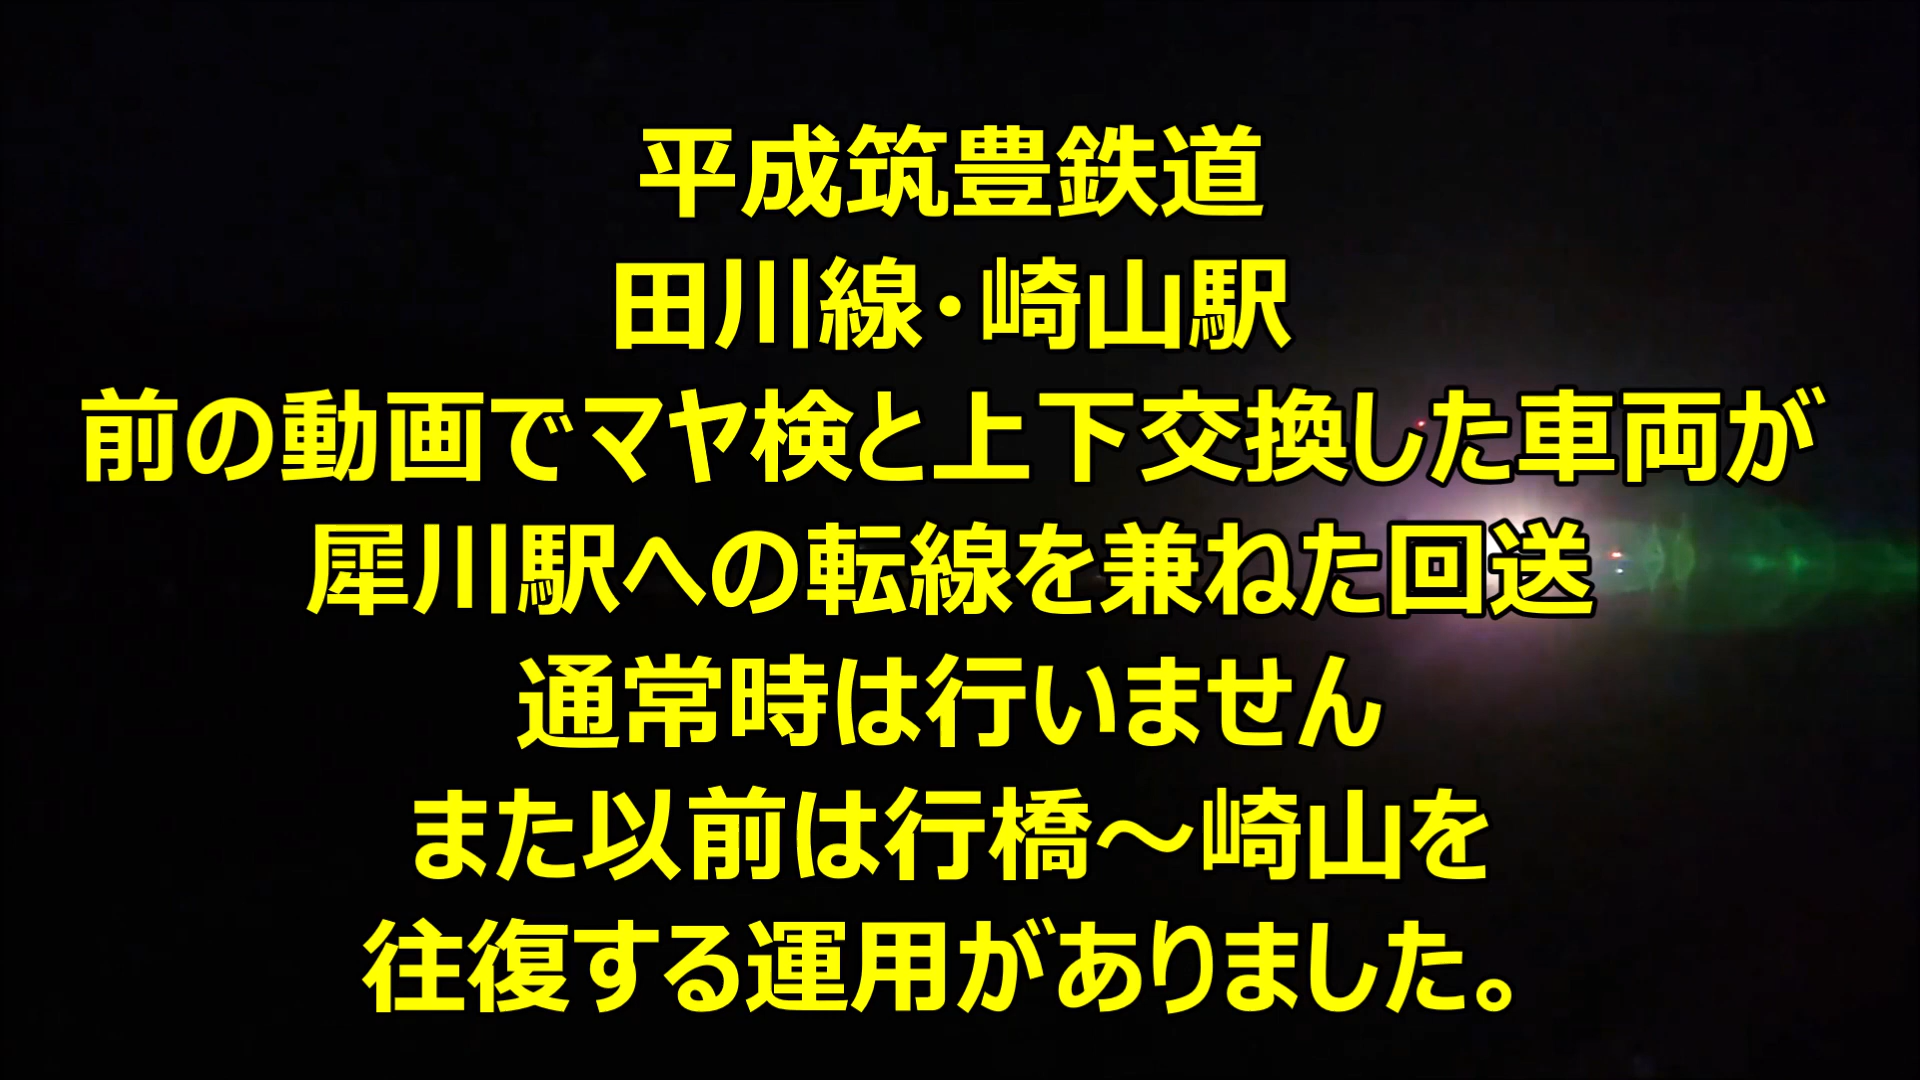 平成筑豊鉄道
田川線・崎山駅
前の動画でマヤ検と上下交換した車両が
犀川駅への転線を兼ねた回送
通常時は行いません
また以前は行橋～崎山を
往復する運用がありました。